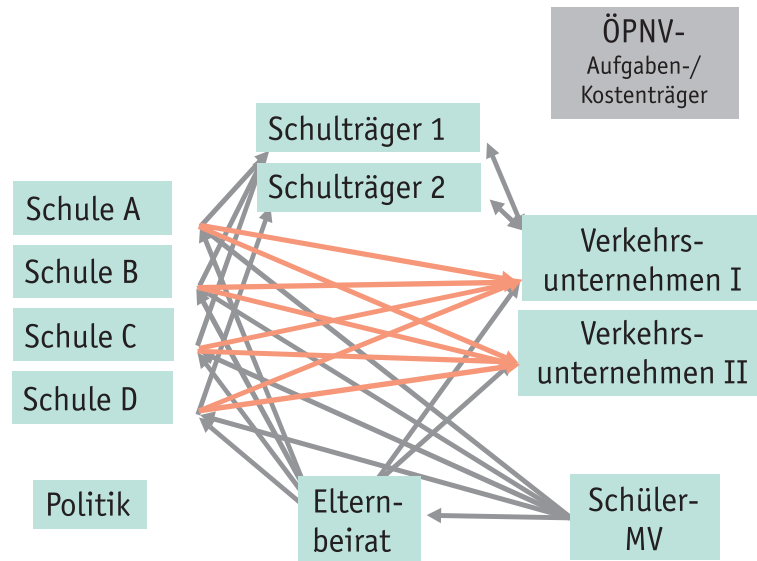 ÖPNV-
Aufgaben-/
Kostenträger
Schulträger 1
Schulträger 2
Schule A
Schule B
Schule C
Schule D
Verkehrs-
unternehmen I
Verkehrs-
unternehmen II
Politik
Eltern-
beirat
Schüler-
MV